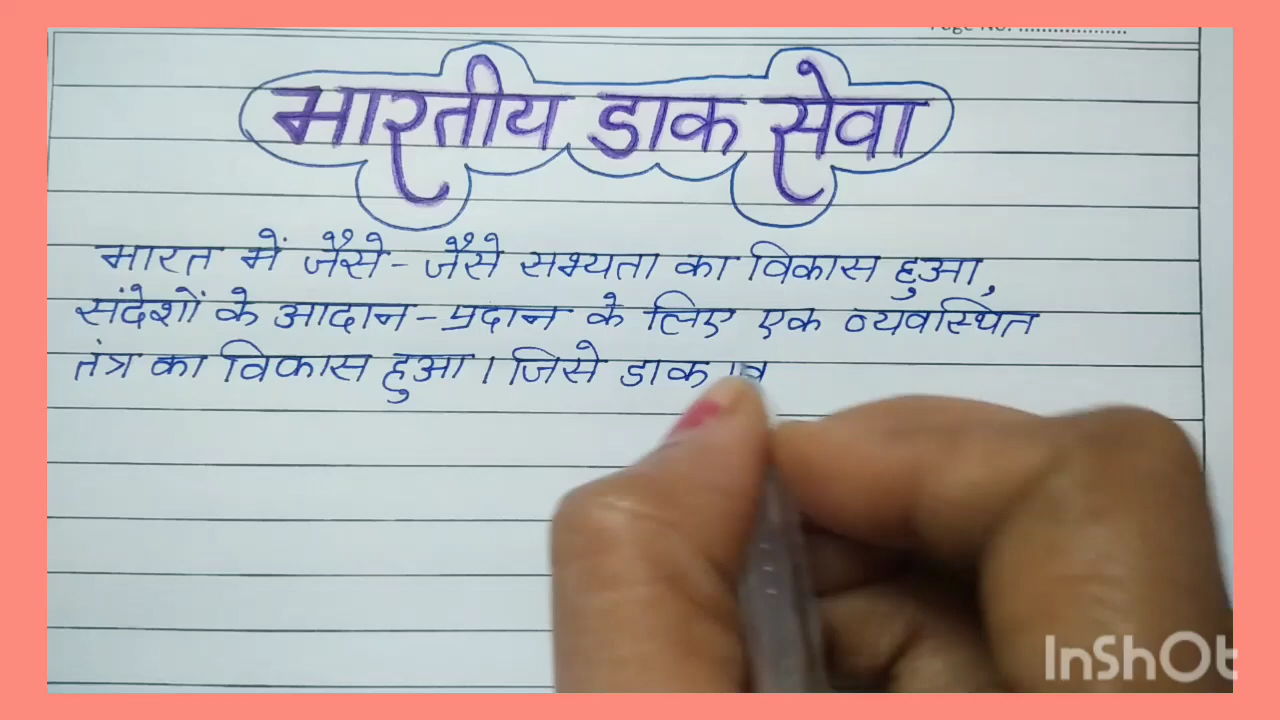 भारतीय डाक सेवा
भारत में जैसे-जैसे सभ्यता का विकास हुआ,
संदेशों के आदान-प्रदान के लिए एक व्यवस्थित
तंत्र का विकास हुआ। जिसे डाक
InShOt